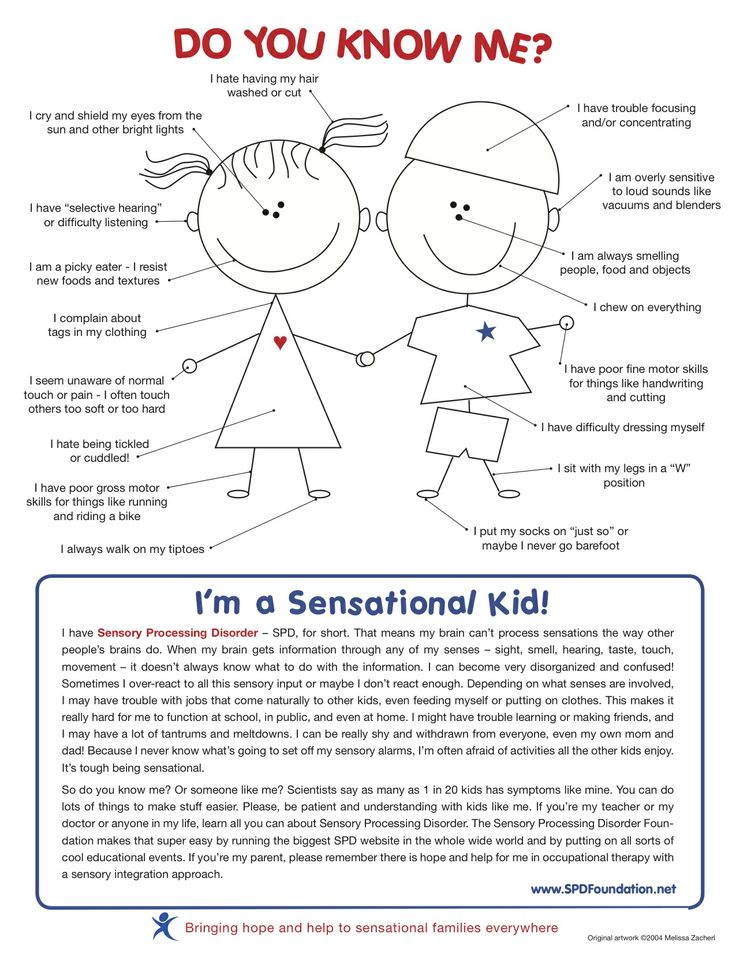 DO YOU KNOW ME?
I hate having my hair
washed or cut
I cry and shield my eyes from the
sun and other bright lights
I have trouble focusing
and/or concentrating
I am overly sensitive
to loud sounds like
vacuums and blenders
I have “selective hearing”
or difficulty listening
I am always smelling
people, food and objects
I am a picky eater - I resist
new foods and textures
I chew on everything
I complain about
tags in my clothing
I have poor fine motor skills
for things like handwriting
and cutting
I seem unaware of normal
touch or pain - I often touch
others too soft or too hard
I have difficulty dressing myself
I hate being tickled
or cuddled!
I sit with my legs in a “W”
position
I have poor gross motor
skills for things like running
and riding a bike
I put my socks on “just so” or
maybe I never go barefoot
I always walk on my tiptoes
I'm a Sensational Kid!
I have Sensory Processing Disorder – SPD, for short. That means my brain can’t process sensations the way other
people’s brains do. When my brain gets information through any of my senses – sight, smell, hearing, taste, touch,
movement – it doesn’t always know what to do with the information. I can become very disorganized and confused!
Sometimes I over-react to all this sensory input or maybe I don’t react enough. Depending on what senses are involved,
I may have trouble with jobs that come naturally to other kids, even feeding myself or putting on clothes. This makes it
really hard for me to function at school, in public, and even at home. I might have trouble learning or making friends, and
I may have a lot of tantrums and meltdowns. I can be really shy and withdrawn from everyone, even my own mom and
dad! Because I never know what’s going to set off my sensory alarms, I’m often afraid of activities all the other kids enjoy.
It’s tough being sensational.
So do you know me? Or someone like me? Scientists say as many as 1 in 20 kids has symptoms like mine. You can do
lots of things to make stuff easier. Please, be patient and understanding with kids like me. If you’re my teacher or my
doctor or anyone in my life, learn all you can about Sensory Processing Disorder. The Sensory Processing Disorder Foun-
dation makes that super easy by running the biggest SPD website in the whole wide world and by putting on all sorts of
cool educational events. If you’re my parent, please remember there is hope and help for me in occupational therapy with
a sensory integration approach.
www.SPDFoundation.net
Bringing hope and help to sensational families everywhere
Original artwork ©2004 Melissa Zacherl